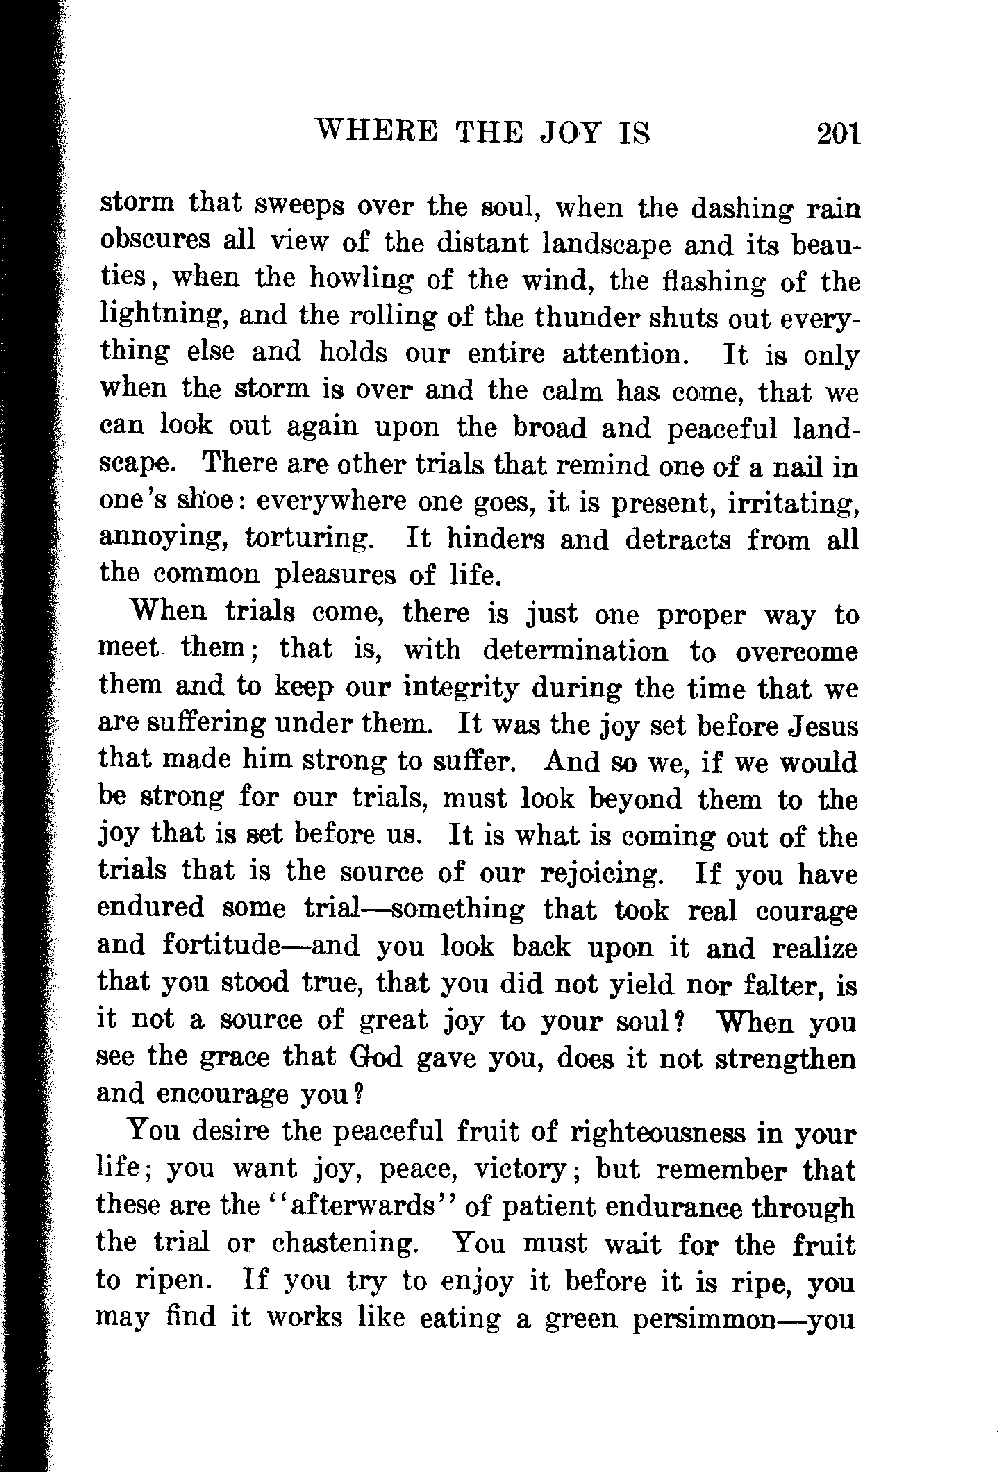 WHERE THE JOY IS 201
storm that sweeps over the soul, when the dashing rain
obscures all view of the distant landscape and its beau-
ties, when the howling of the wind, the flashing of the
lightning, and the rolling of the thunder shuts out every-
thing else and holds our entire attention. It is only
when the storm is over and the calm has come, that we
can look out again upon the broad and peaceful land-
scape. There are other trials that remind one of a nail in
one's shoe: everywhere one goes, it is present, irritating,
annoying, torturing. It hinders and detracts from all
the common pleasures of life.
When trials come, there is just one proper way to
meet them; that is, with determination to overcome
them and to keep our integrity during the time that we
are suffering under them. It was the joy set before Jesus
that made him strong to suffer. And so we, if we would
be strong for our trials, must look beyond them to the
joy that is set before us. It is what is coming out of the
trials that is the source of our rejoicing. If you have
endured some trial—something that took real courage
and fortitude—and you look back upon it and realize
that you stood true, that you did not yield nor falter, is
it not a source of great joy to your soul? When you
see the grace that God gave you, does it not strengthen
and encourage you?
You desire the peaceful fruit of righteousness in your
life; you want joy, peace, victory; but remember that
these are the "afterwards" of patient endurance through
the trial or chastening. You must wait for the fruit
to ripen. If you try to enjoy it before it is ripe, you
may find it works like eating a green persimmon—you